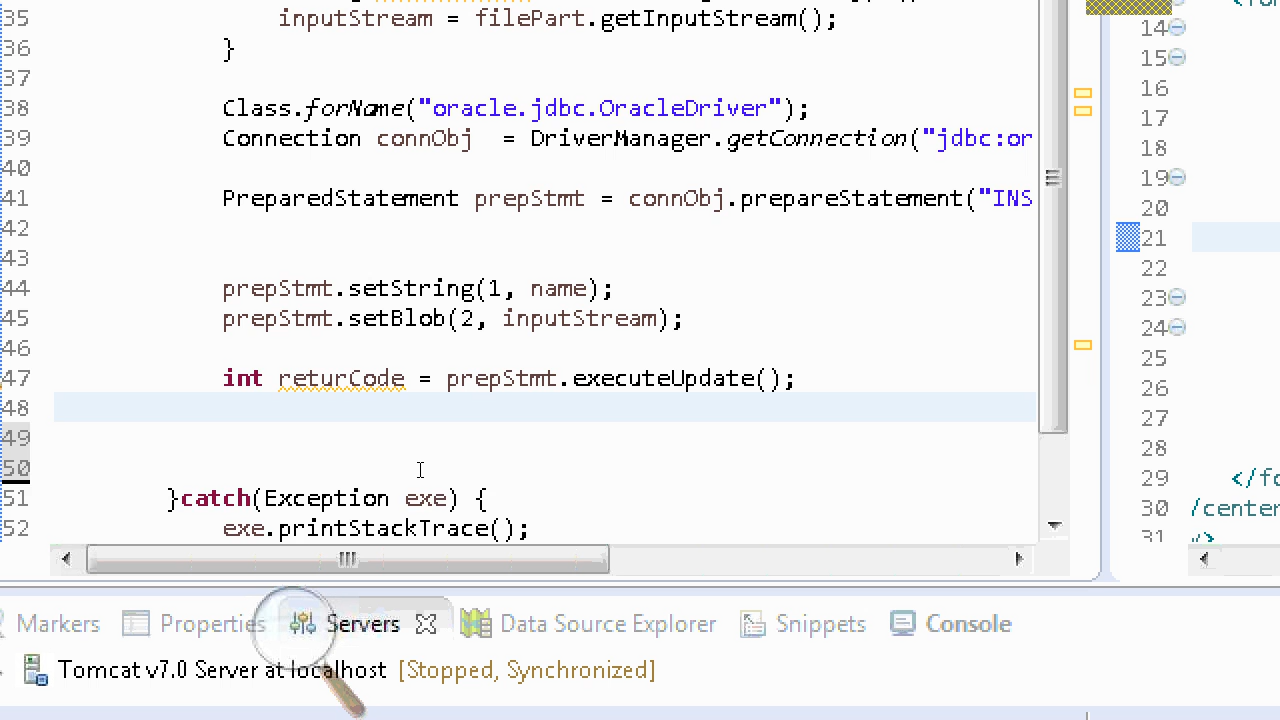 35 inputStream = filePart.getInputStream();
36 }
37
38 Class.forName("oracle.jdbc.OracleDriver");
39 Connection connObj = DriverManager.getConnection("jdbc:or
40
41 PreparedStatement prepStmt = connObj.prepareStatement("INS
42
43
44 prepStmt.setString(1, name);
45 prepStmt.setBlob(2, inputStream);
46
47 int returCode = prepStmt.executeUpdate();
48
49
50
51 }catch(Exception exe) {
52 exe.printStackTrace();
14
15
16
17
18
19
20
21
22
23
24
25
26
27
28
29 </fo
30 /center
31
Markers Properties Servers Data Source Explorer Snippets Console
Tomcat v7.0 Server at localhost [Stopped, Synchronized]